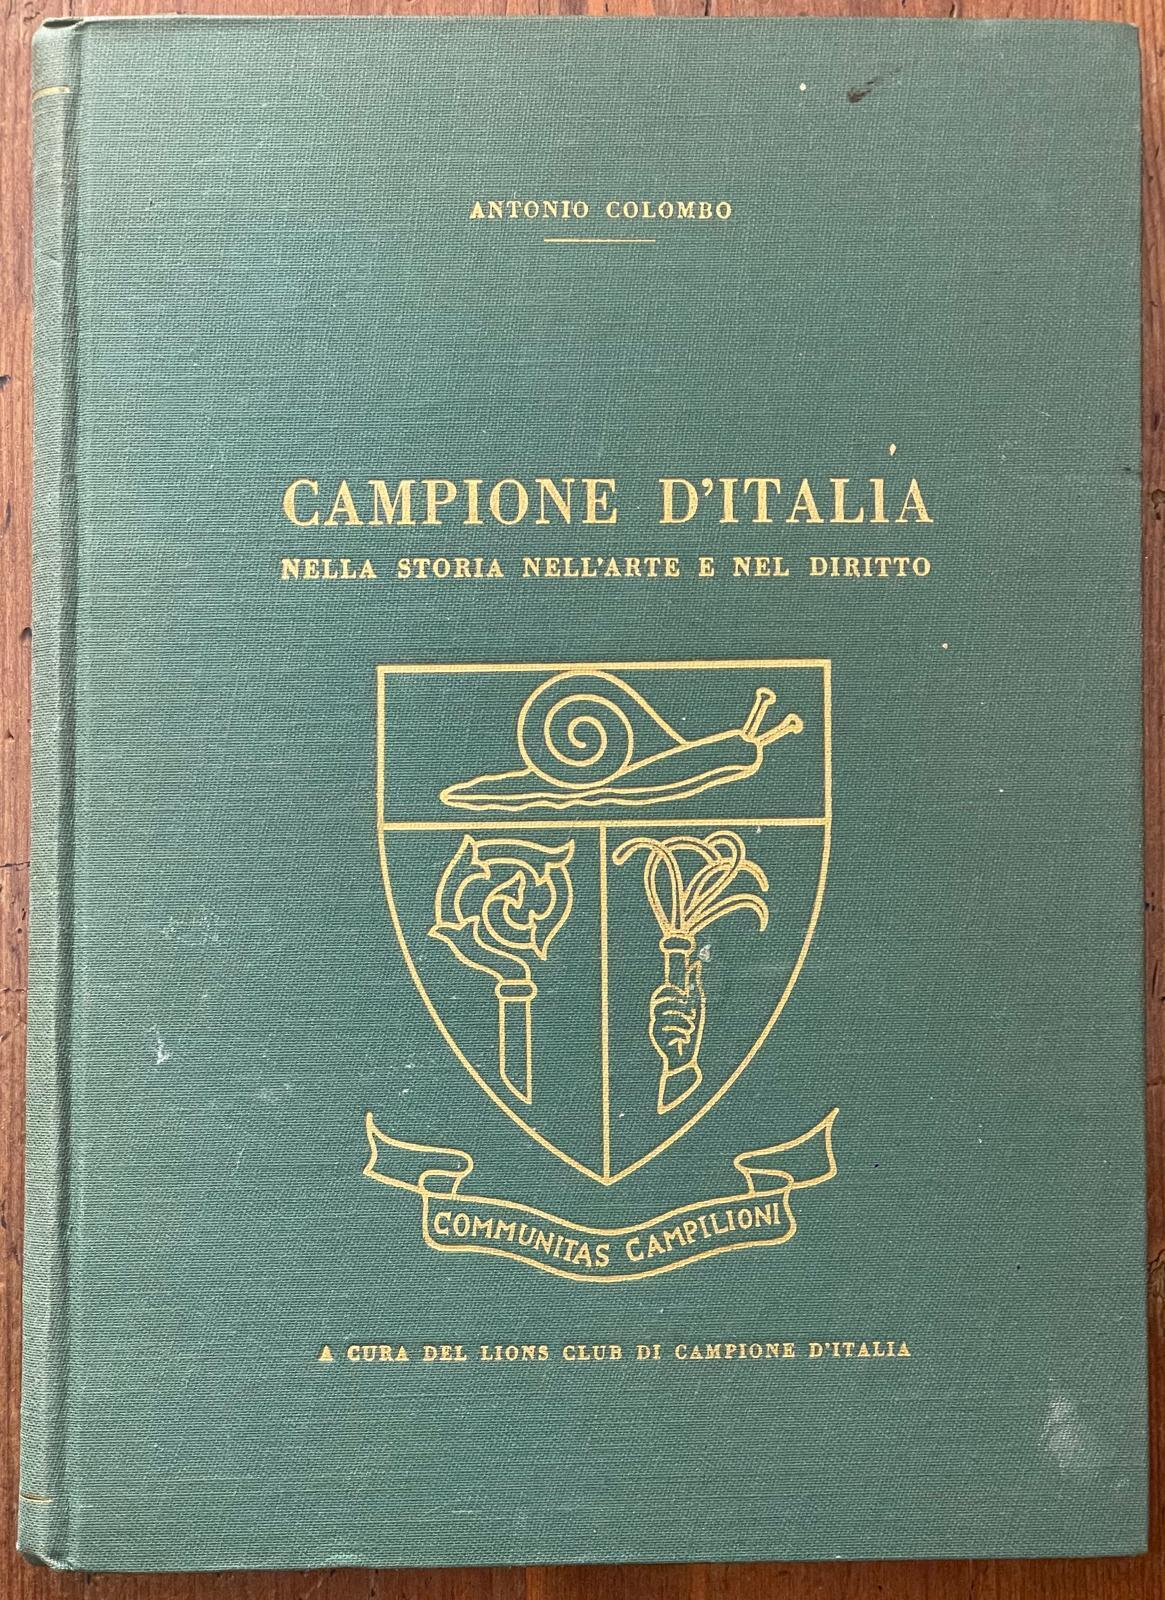 ANTONIO COLOMBO
CAMPIONE D'ITALIA
NELLA STORIA NELL'ARTE E NEL DIRITTO
COMMUNITAS CAMPILIONI
A CURA DEL LIONS CLUB DI CAMPIONE D'ITALIA